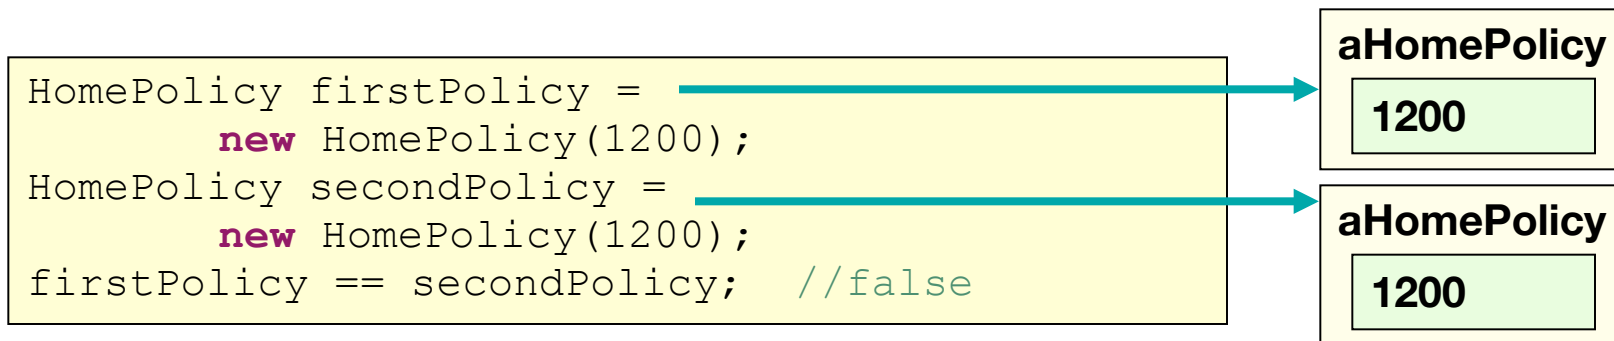 HomePolicy firstPolicy =
new HomePolicy(1200);
HomePolicy secondPolicy =
new HomePolicy(1200);
firstPolicy == secondPolicy; //false
aHomePolicy
1200
aHomePolicy
1200